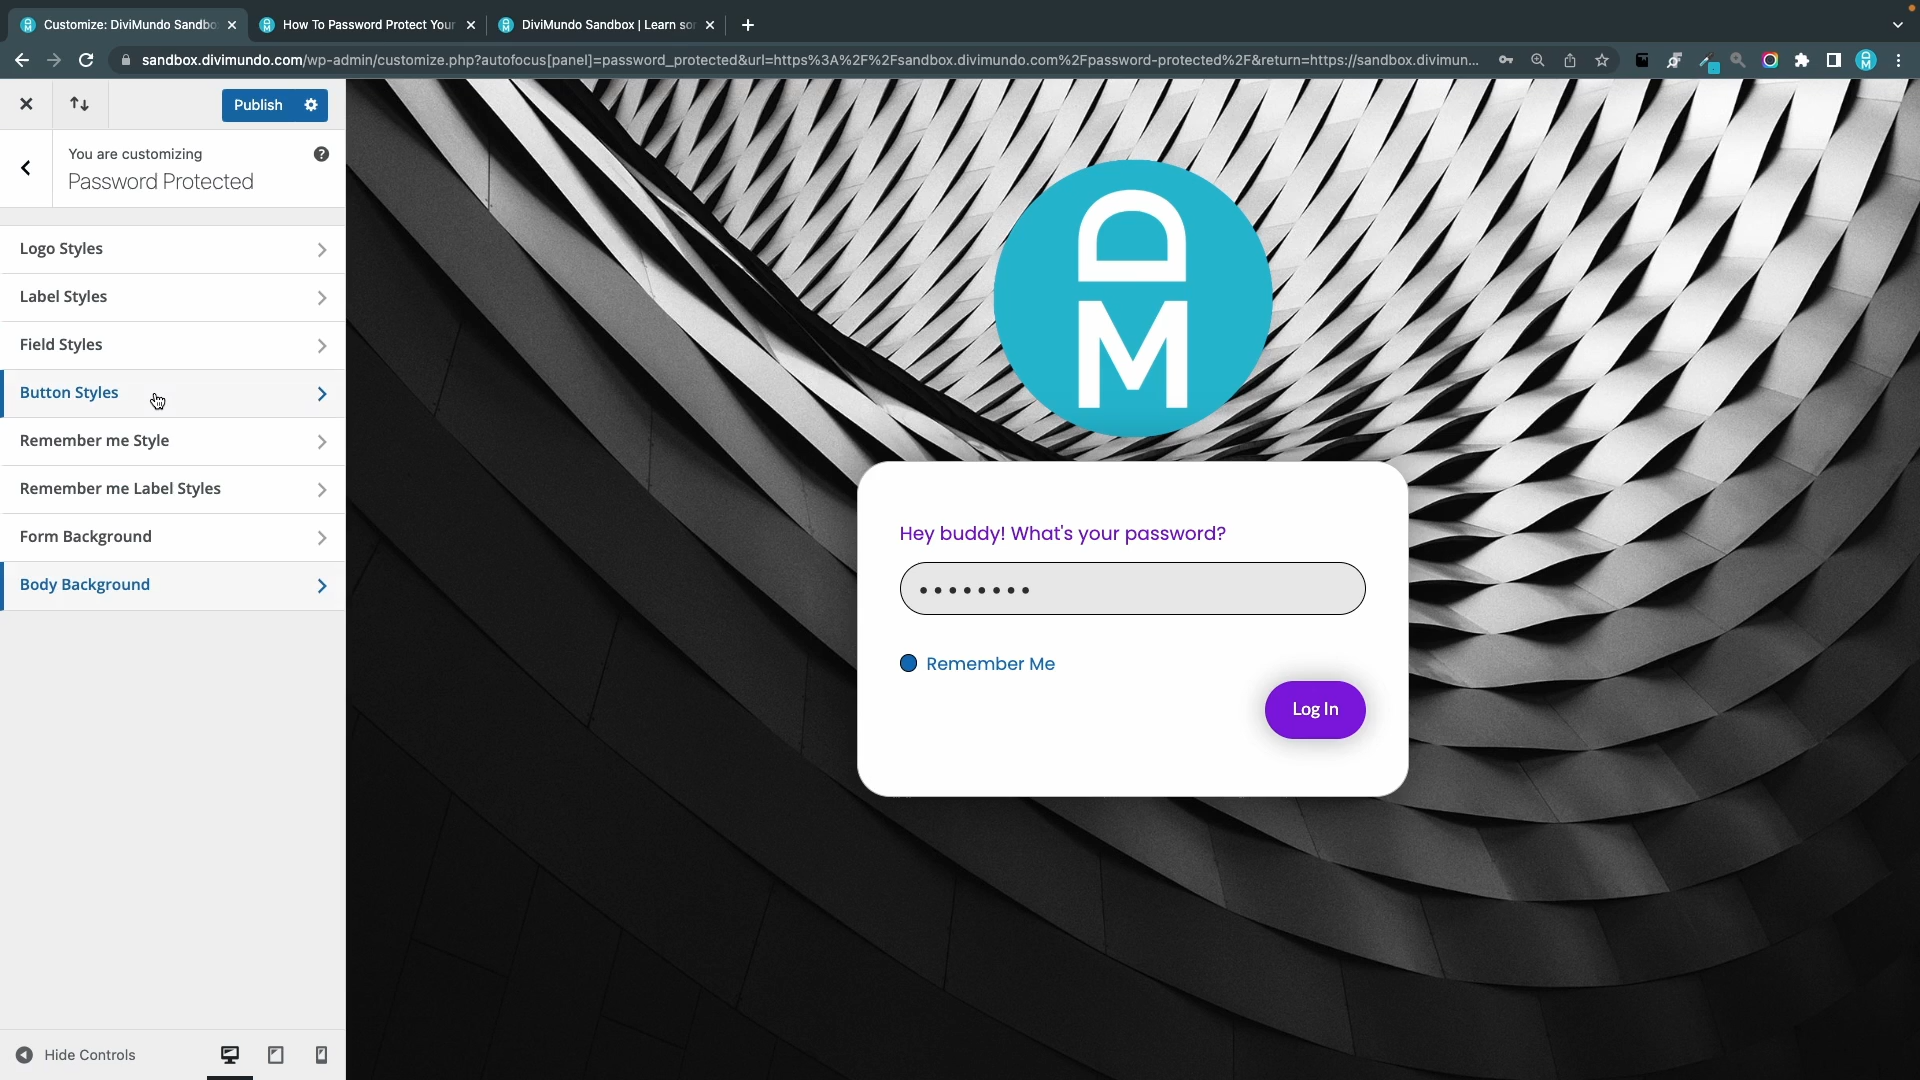 Customize: DiviMundo Sandbo
How To Password Protect Your
DiviMundo Sandbox | Learn so
sandbox.divimundo.com/wp-admin/customize.php?autofocus[panel]=password_protected&url=https%3A%2F%2Fsandbox.divimundo.com%2Fpassword-protected%2F&return=https://sandbox.divimun...
Publish
You are customizing
Password Protected
Logo Styles
Label Styles
Field Styles
Button Styles
Remember me Style
Remember me Label Styles
Form Background
Body Background
Hide Controls
DM
Hey buddy! What's your password?
Remember Me
Log In